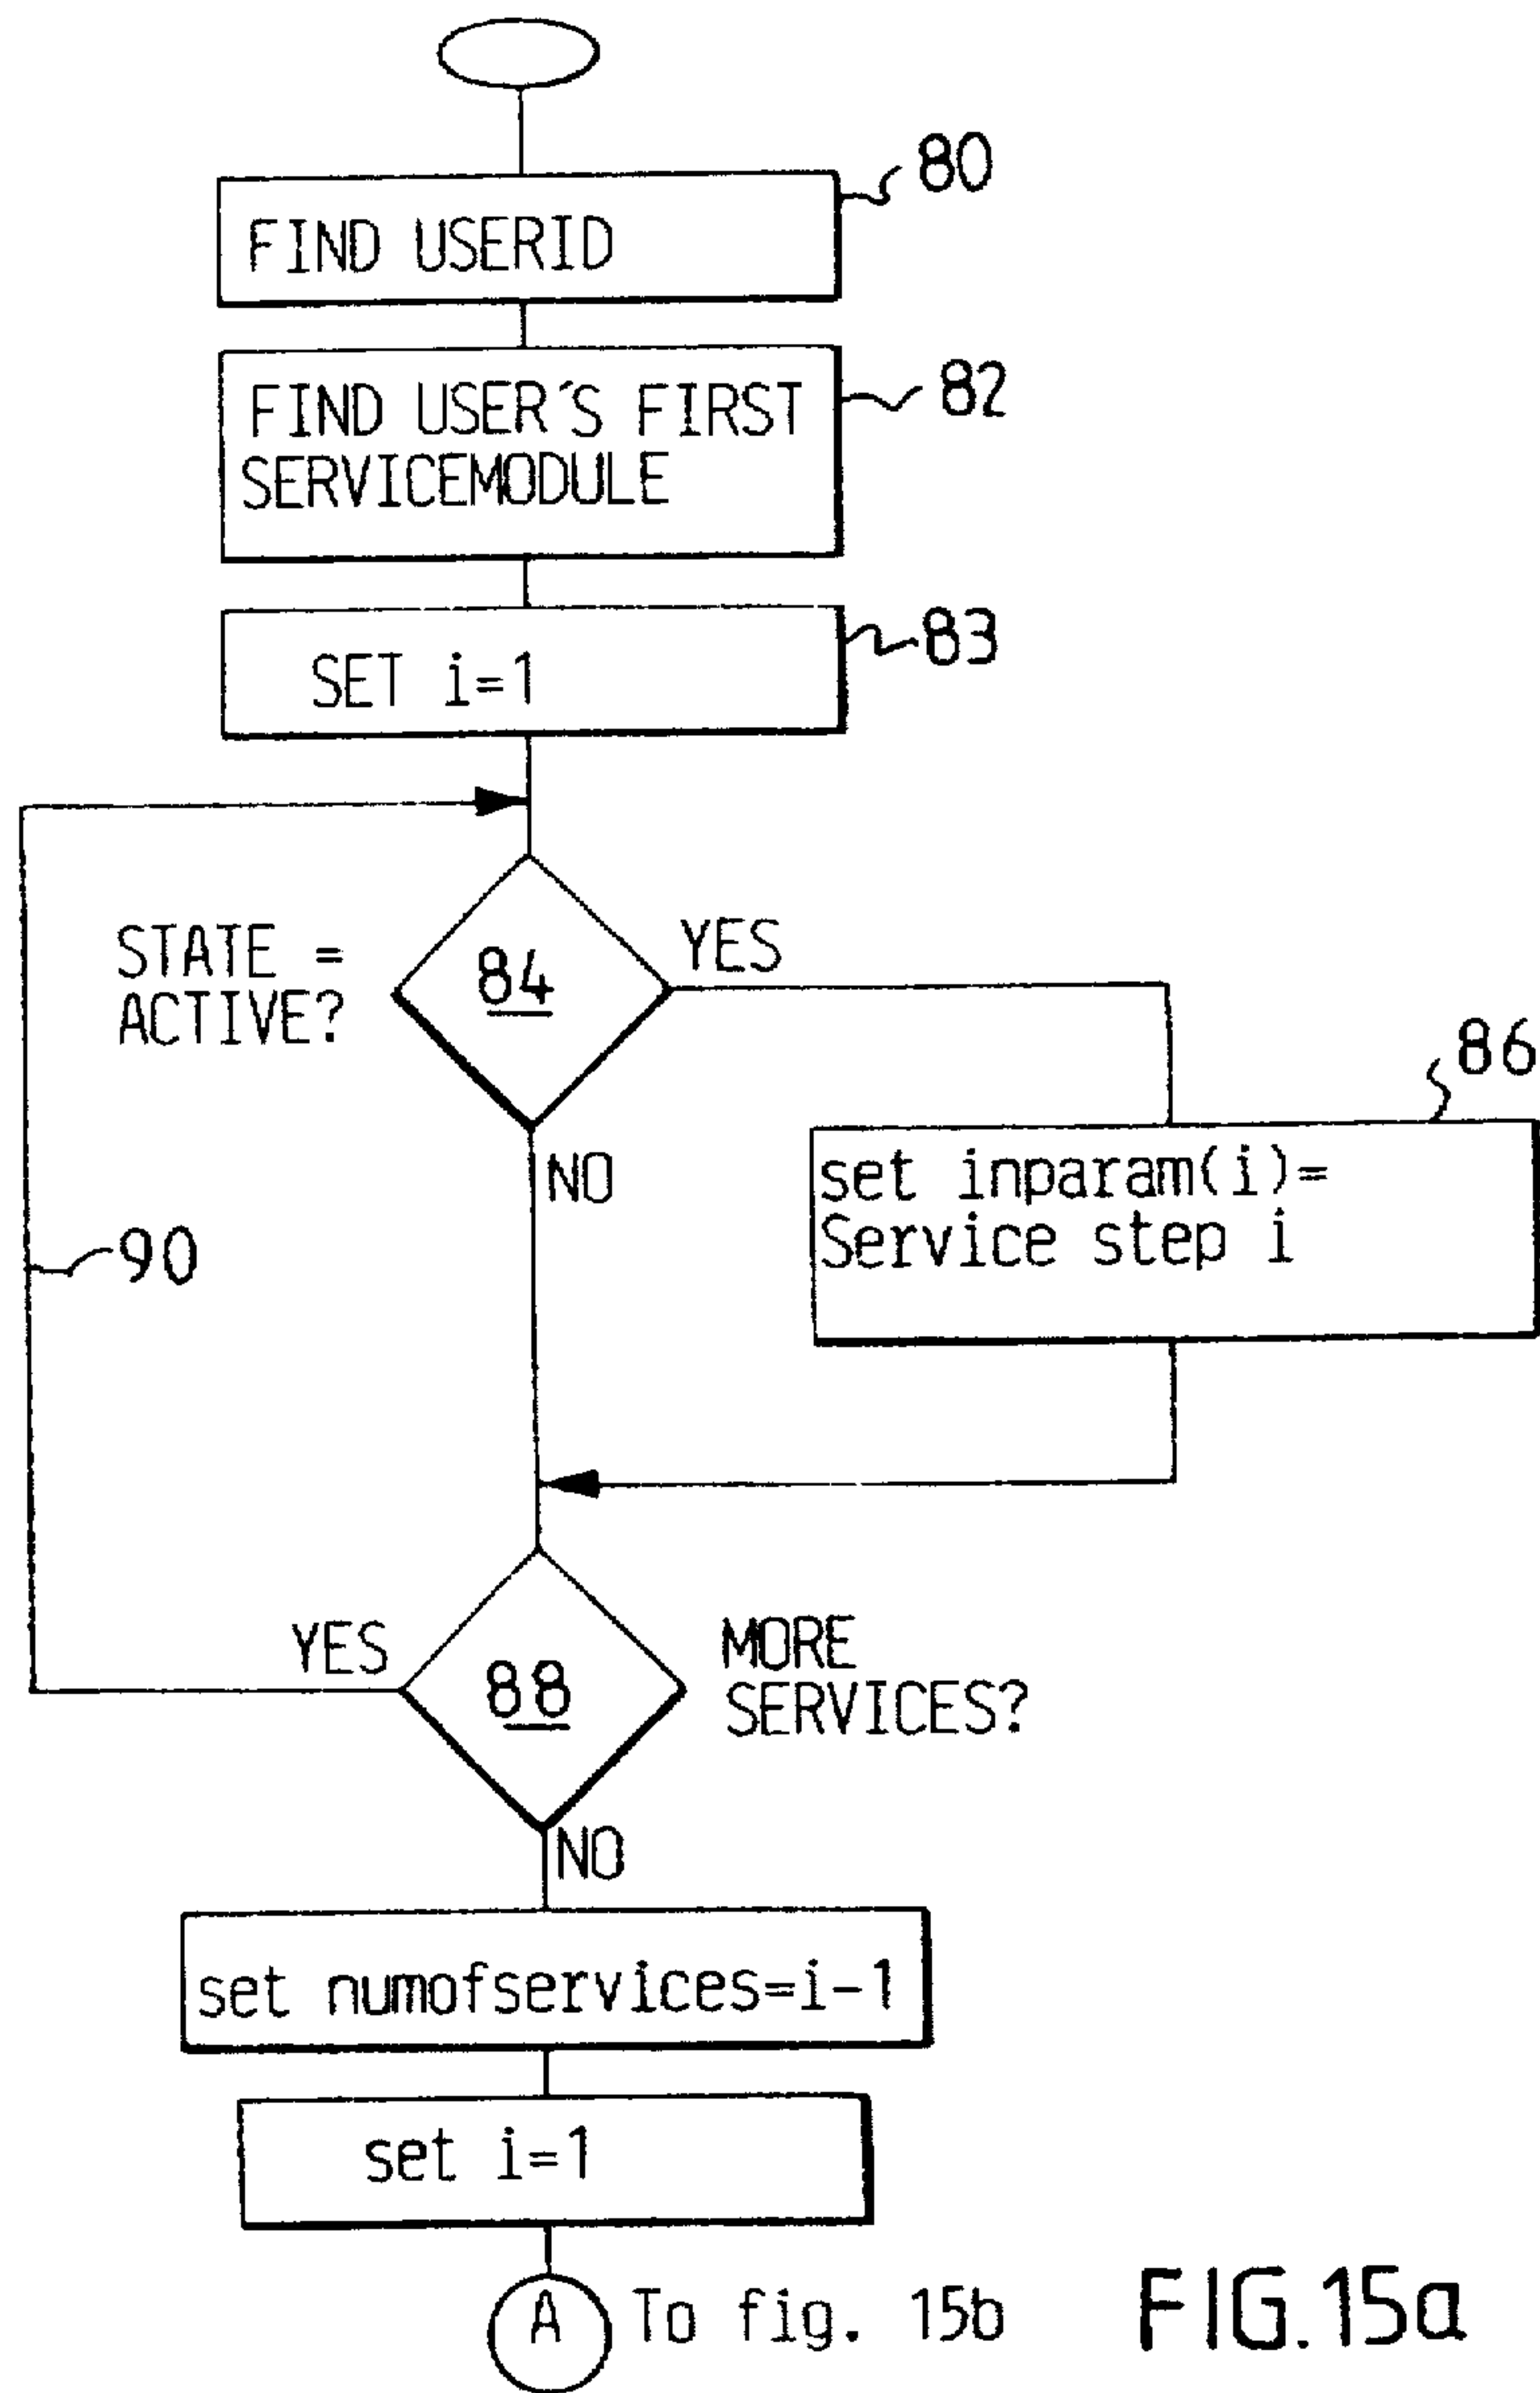 80
FIND USERID
82
FIND USER'S FIRST
SERVICEMODULE
83
SET i=1
STATE =
ACTIVE?
84
YES
NO
86
set inparam(i)=
Service step i
90
YES
88
MORE
SERVICES?
NO
set numofservices=i-1
set i=1
A
To fig. 15b
FIG.15a